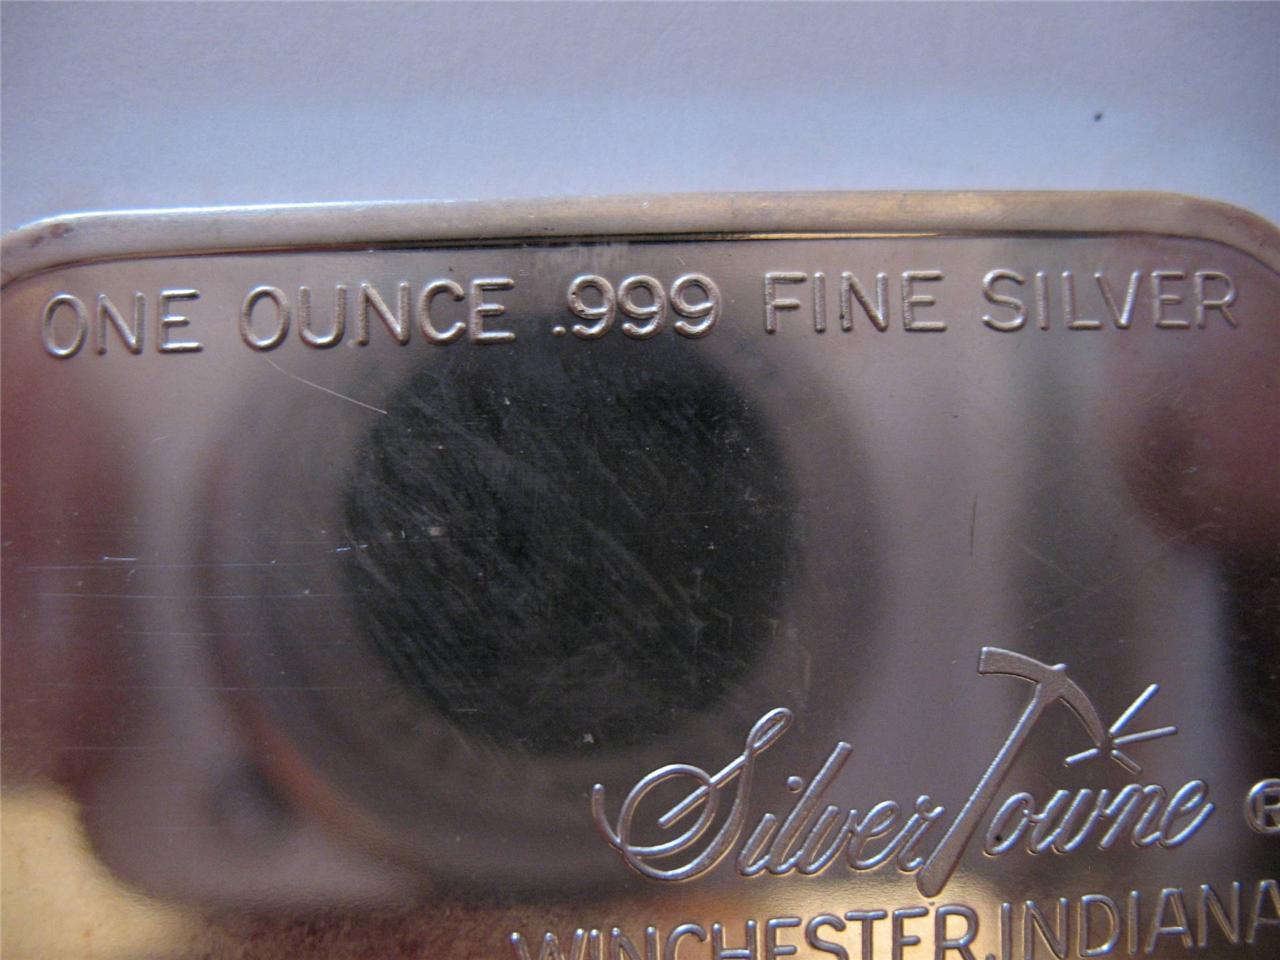 ONE OUNCE .999 FINE SILVER
SilverTowne ®
WINCHESTER, INDIANA